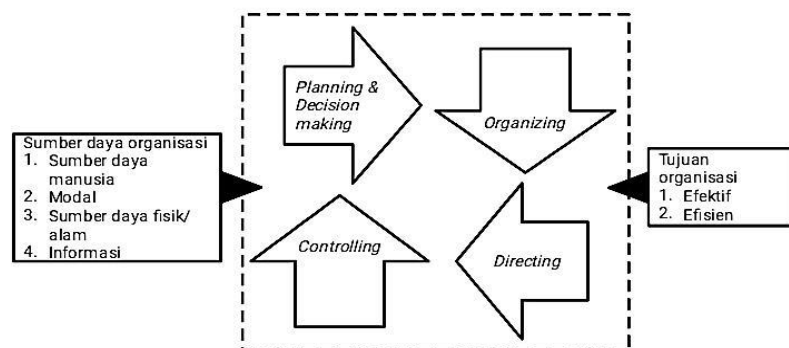 Sumber daya organisasi
1. Sumber daya
manusia
2. Modal
3. Sumber daya fisik/
alam
4. Informasi
Planning &
Decision
making
Organizing
Controlling
Directing
Tujuan
organisasi
1. Efektif
2. Efisien